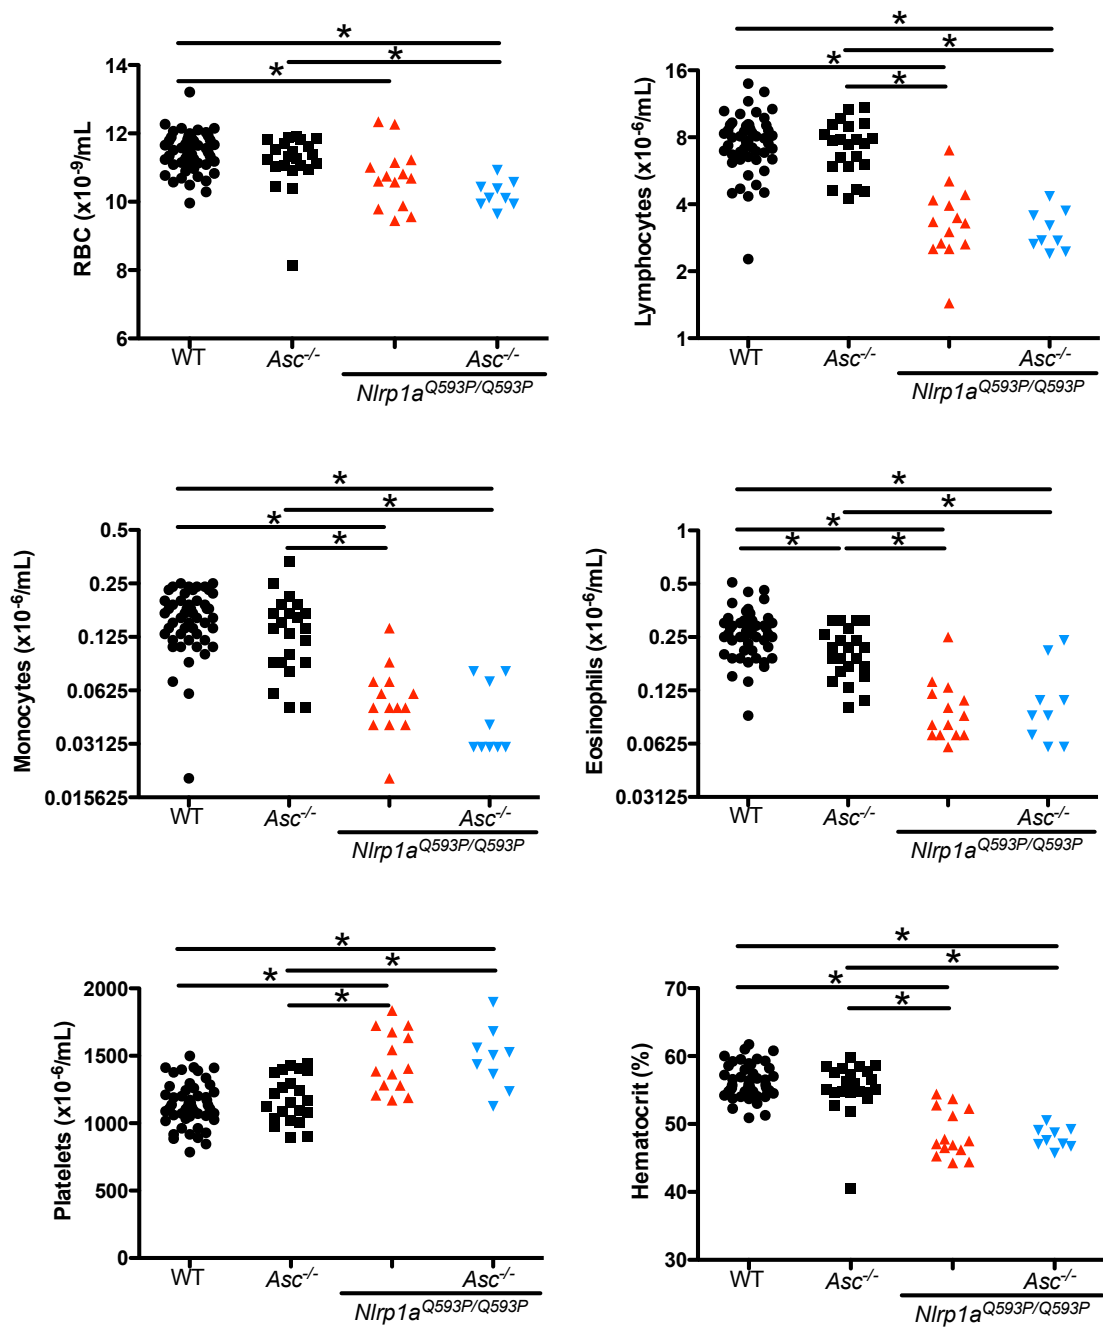 *
*
*
RBC (x10⁻⁹/mL
14
12
10
8
6
WT
Asc⁻/⁻
Asc⁻/⁻
Nlrp1aQ593P/Q593P
*
*
*
*
Lymphocytes (x10⁻⁶/mL)
16
8
4
2
1
WT
Asc⁻/⁻
Asc⁻/⁻
Nlrp1aQ593P/Q593P
*
*
*
*
Monocytes (x10⁻⁶/mL)
0.5
0.25
0.125
0.0625
0.03125
0.015625
WT
Asc⁻/⁻
Asc⁻/⁻
Nlrp1aQ593P/Q593P
*
*
*
*
*
Eosinophils (x10⁻⁶/mL)
1
0.5
0.25
0.125
0.0625
0.03125
WT
Asc⁻/⁻
Asc⁻/⁻
Nlrp1aQ593P/Q593P
*
*
*
*
Platelets (x10⁻⁶/mL)
2000
1500
1000
500
0
WT
Asc⁻/⁻
Asc⁻/⁻
Nlrp1aQ593P/Q593P
*
*
*
*
Hematocrit (%)
70
60
50
40
30
WT
Asc⁻/⁻
Asc⁻/⁻
Nlrp1aQ593P/Q593P